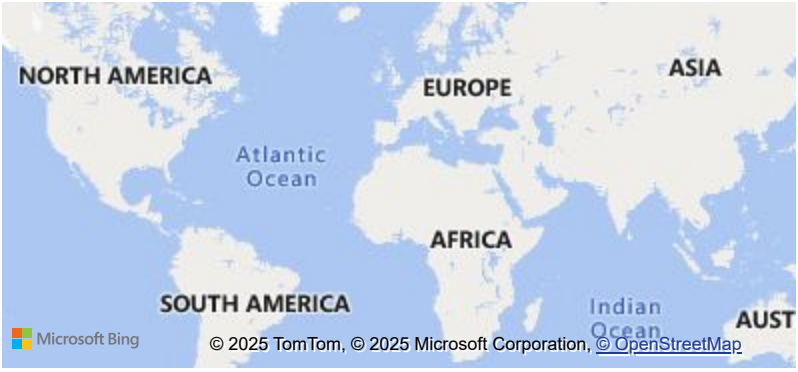 NORTH AMERICA
EUROPE
ASIA
Atlantic
Ocean
AFRICA
SOUTH AMERICA
Indian
Ocean
AUST
Microsoft Bing
© 2025 TomTom, © 2025 Microsoft Corporation, © OpenStreetMap